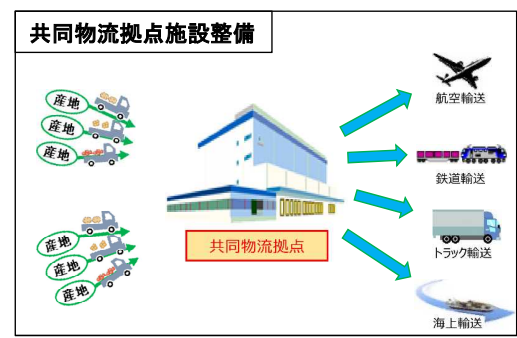 共同物流拠点施設整備
産地
産地
産地
産地
産地
産地
共同物流拠点
航空輸送
鉄道輸送
トラック輸送
海上輸送